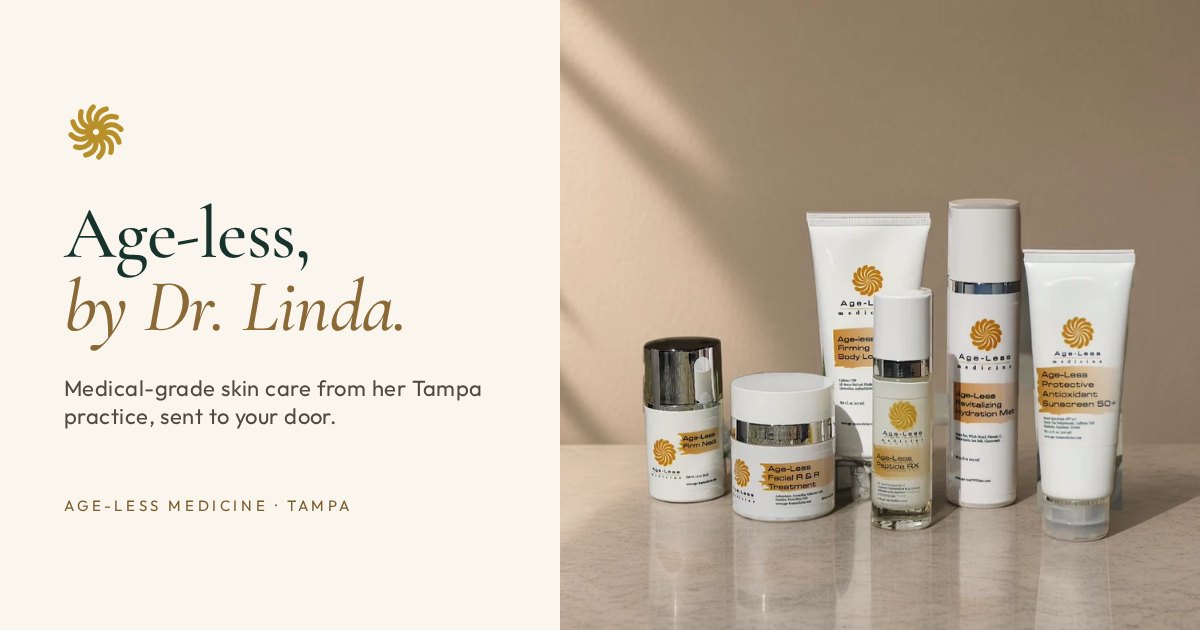 Age-less,
by Dr. Linda.
Medical-grade skin care from her Tampa
practice, sent to your door.
AGE-LESS MEDICINE · TAMPA
Age-Less
Firm Neck
Age-Less
medicine
Age-Less
Facial R & R
Treatment
Age-less
Firming
Body
Age-Less
medicine
Age-Less
Peptide RX
Age-Less
medicine
Age-Less
Revitalizing
Hydration Mist
Age-Less
medicine
Age-Less
Protective
Antioxidant
Sunscreen 50+